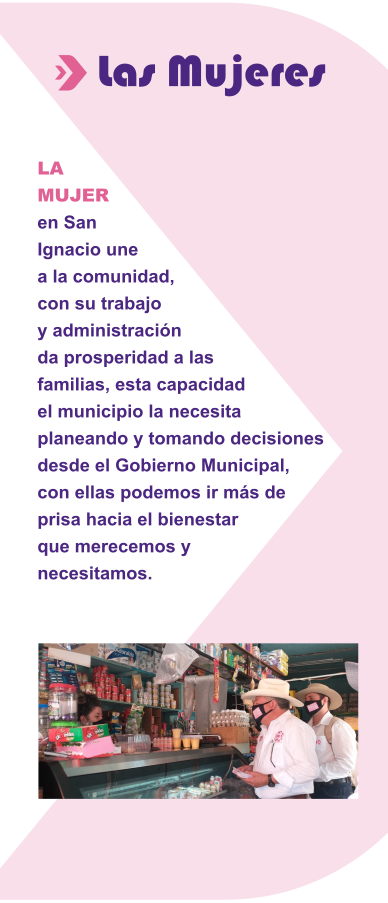 Las Mujeres
LA
MUJER
en San
Ignacio une
a la comunidad,
con su trabajo
y administración
da prosperidad a las
familias, esta capacidad
el municipio la necesita
planeando y tomando decisiones
desde el Gobierno Municipal,
con ellas podemos ir más de
prisa hacia el bienestar
que merecemos y
necesitamos.